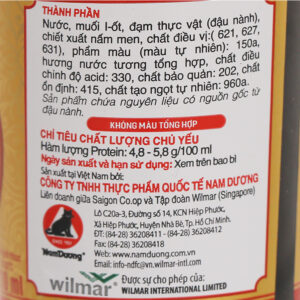 THÀNH PHẦN
Nước, muối I-ốt, đạm thực vật (đậu nành),
chiết xuất nấm men, chất điều vị:( 621, 627,
631), phẩm màu (màu tự nhiên): 150a,
hương nước tương tổng hợp, chất điều
chỉnh độ acid: 330, chất bảo quản: 202, chất
ổn định: 415, chất tạo ngọt tự nhiên: 960a.
Sản phẩm chứa nguyên liệu có nguồn gốc từ
đậu nành.
KHÔNG MÀU TỔNG HỢP
CHỈ TIÊU CHẤT LƯỢNG CHỦ YẾU
Hàm lượng Protein: 4,8 - 5,8 g/100 ml
Ngày sản xuất và hạn sử dụng: Xem trên bao bì
Sản xuất tại Việt Nam bởi:
CÔNG TY TNHH THỰC PHẨM QUỐC TẾ NAM DƯƠNG
Liên doanh giữa Saigon Co.op và Tập đoàn Wilmar (Singapore)
Lô C20a-3, Đường số 14, KCN Hiệp Phước,
Xã Hiệp Phước, Huyện Nhà Bè, Tp. Hồ Chí Minh.
ĐT: (84-28) 36208411 - (84-28) 36208412
Fax: (84-28) 36208418
www.namduong.com.vn
Email: info-ndfc@vn.wilmar-intl.com
NamDuong
wilmar
Được sự cho phép của:
WILMAR INTERNATIONAL LIMITED